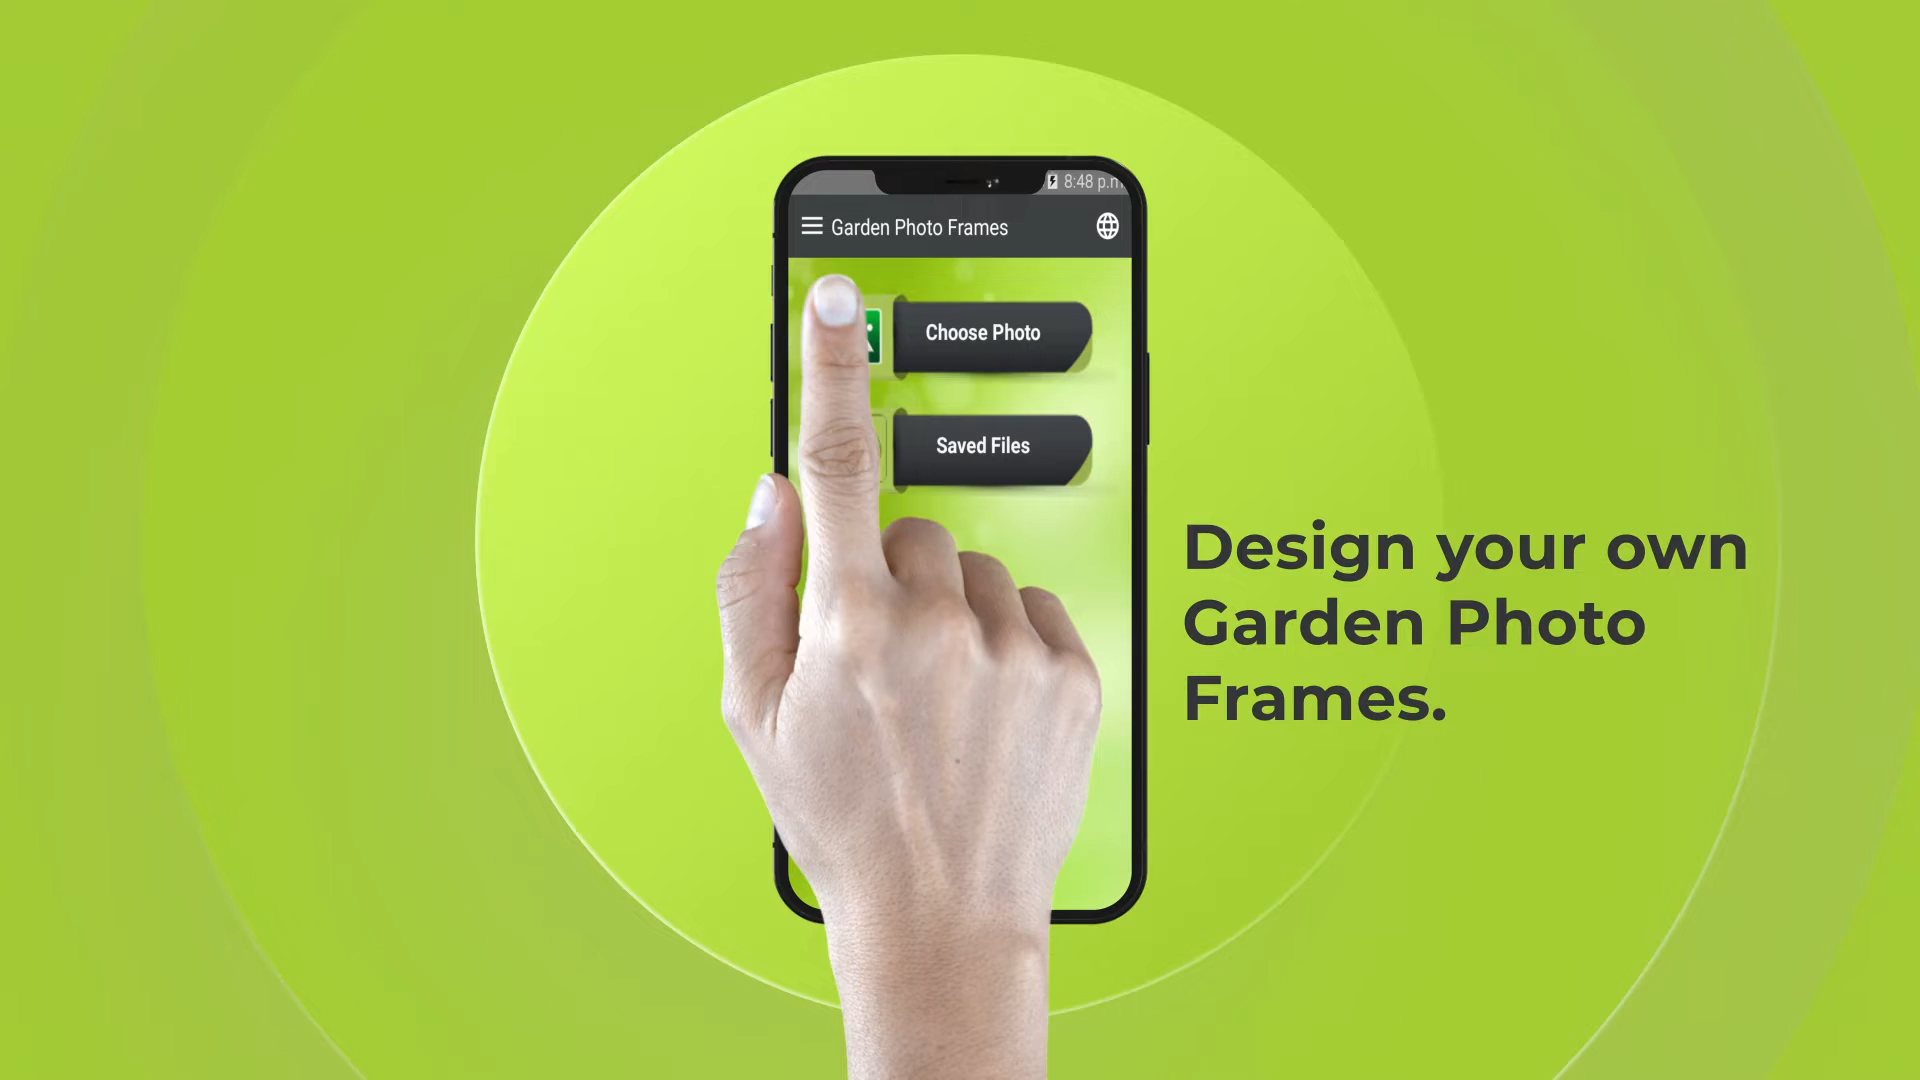 8:48 p.m
Garden Photo Frames
Choose Photo
Saved Files
Design your own
Garden Photo
Frames.